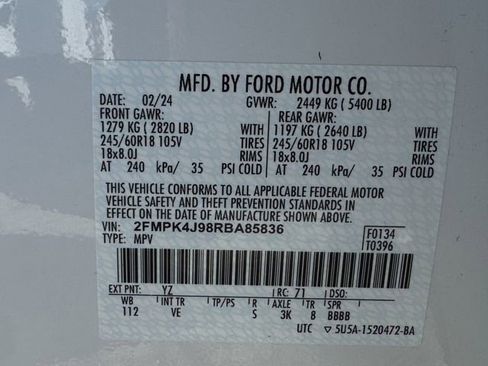 MFD. BY FORD MOTOR CO.
DATE: 02/24 GVWR: 2449 KG ( 5400 LB)
FRONT GAWR: REAR GAWR:
1279 KG ( 2820 LB) WITH 1197 KG ( 2640 LB) WITH
245/60R18 105V TIRES 245/60R18 105V TIRES
18x8.0J RIMS 18x8.0J RIMS
AT 240 kPa/ 35 PSI COLD AT 240 kPa/ 35 PSI COLD
THIS VEHICLE CONFORMS TO ALL APPLICABLE FEDERAL MOTOR
VEHICLE SAFETY AND THEFT PREVENTION STANDARDS IN
EFFECT ON THE DATE OF MANUFACTURE SHOWN ABOVE.
VIN: 2FMPK4J98RBA85836 F0134
TYPE: MPV T0396
EXT PNT: YZ RC: 71
WB INT TR TP/PS R AXLE TR SPR
112 VE S 3K 8 BBBB
UTC 5U5A-1520472-BA